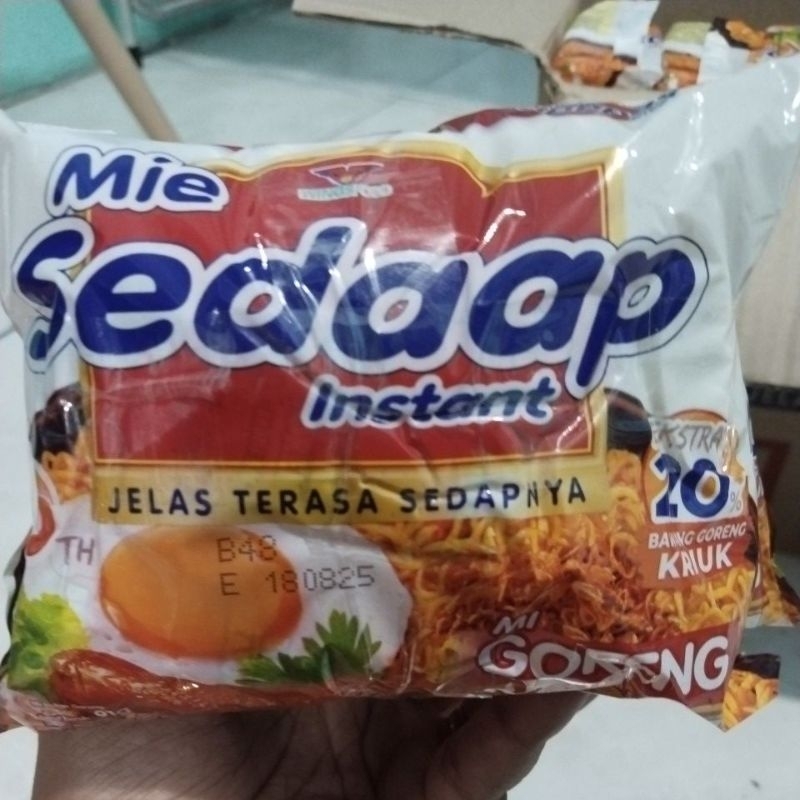 Mie
Sedaap
Instant
JELAS TERASA SEDAPNYA
EKSTRA
20%
BAWANG GORENG
KRIUK
TH
B48
E 180825
MI
GORENG